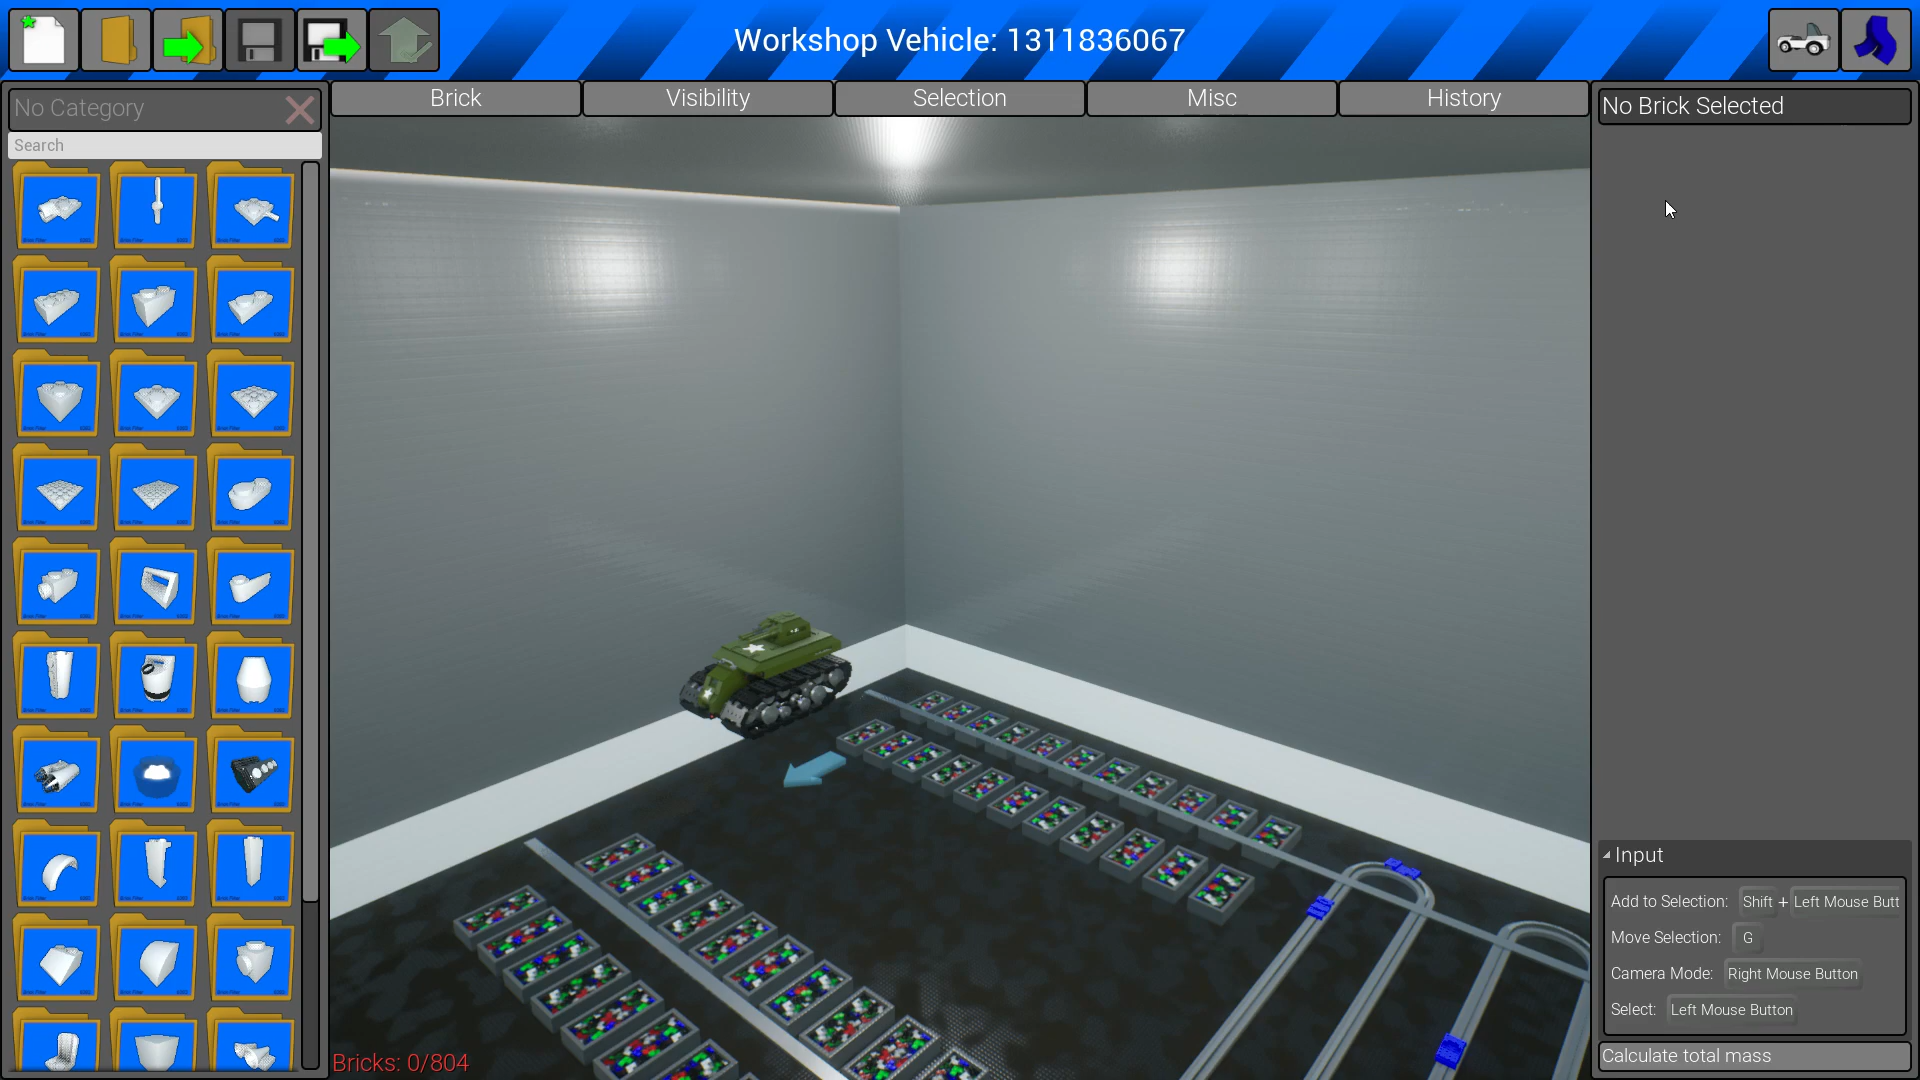 Workshop Vehicle: 1311836067
No Category
Search
Brick
Visibility
Selection
Misc
History
No Brick Selected
Input
Add to Selection: Shift + Left Mouse Butt
Move Selection: G
Camera Mode: Right Mouse Button
Select: Left Mouse Button
Calculate total mass
Bricks: 0/804